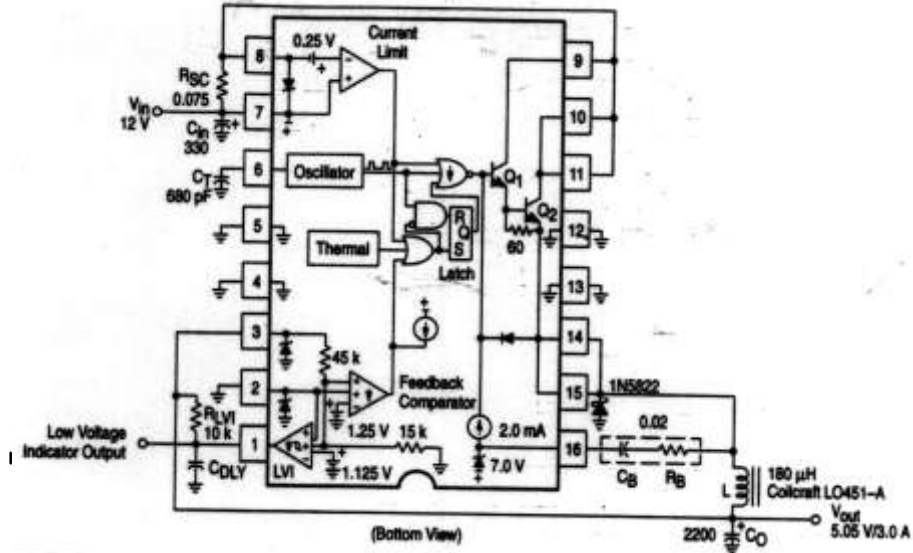 Current
Limit
0.25 V
8
9
RSC
0.075
Vin
12 V
7
Cin
330
10
6
Oscillator
CT
680 pF
11
Q1
Q2
5
R
Q
S
60
12
Thermal
Latch
4
13
3
14
45 k
2
Feedback
Comparator
15
1N5822
RLVI
10 k
Low Voltage
Indicator Output
1
1.25 V
15 k
2.0 mA
16
0.02
CDLY
LVI
1.125 V
7.0 V
CB
RB
L
180 µH
Coilcraft LO451–A
(Bottom View)
2200
CO
Vout
5.05 V/3.0 A